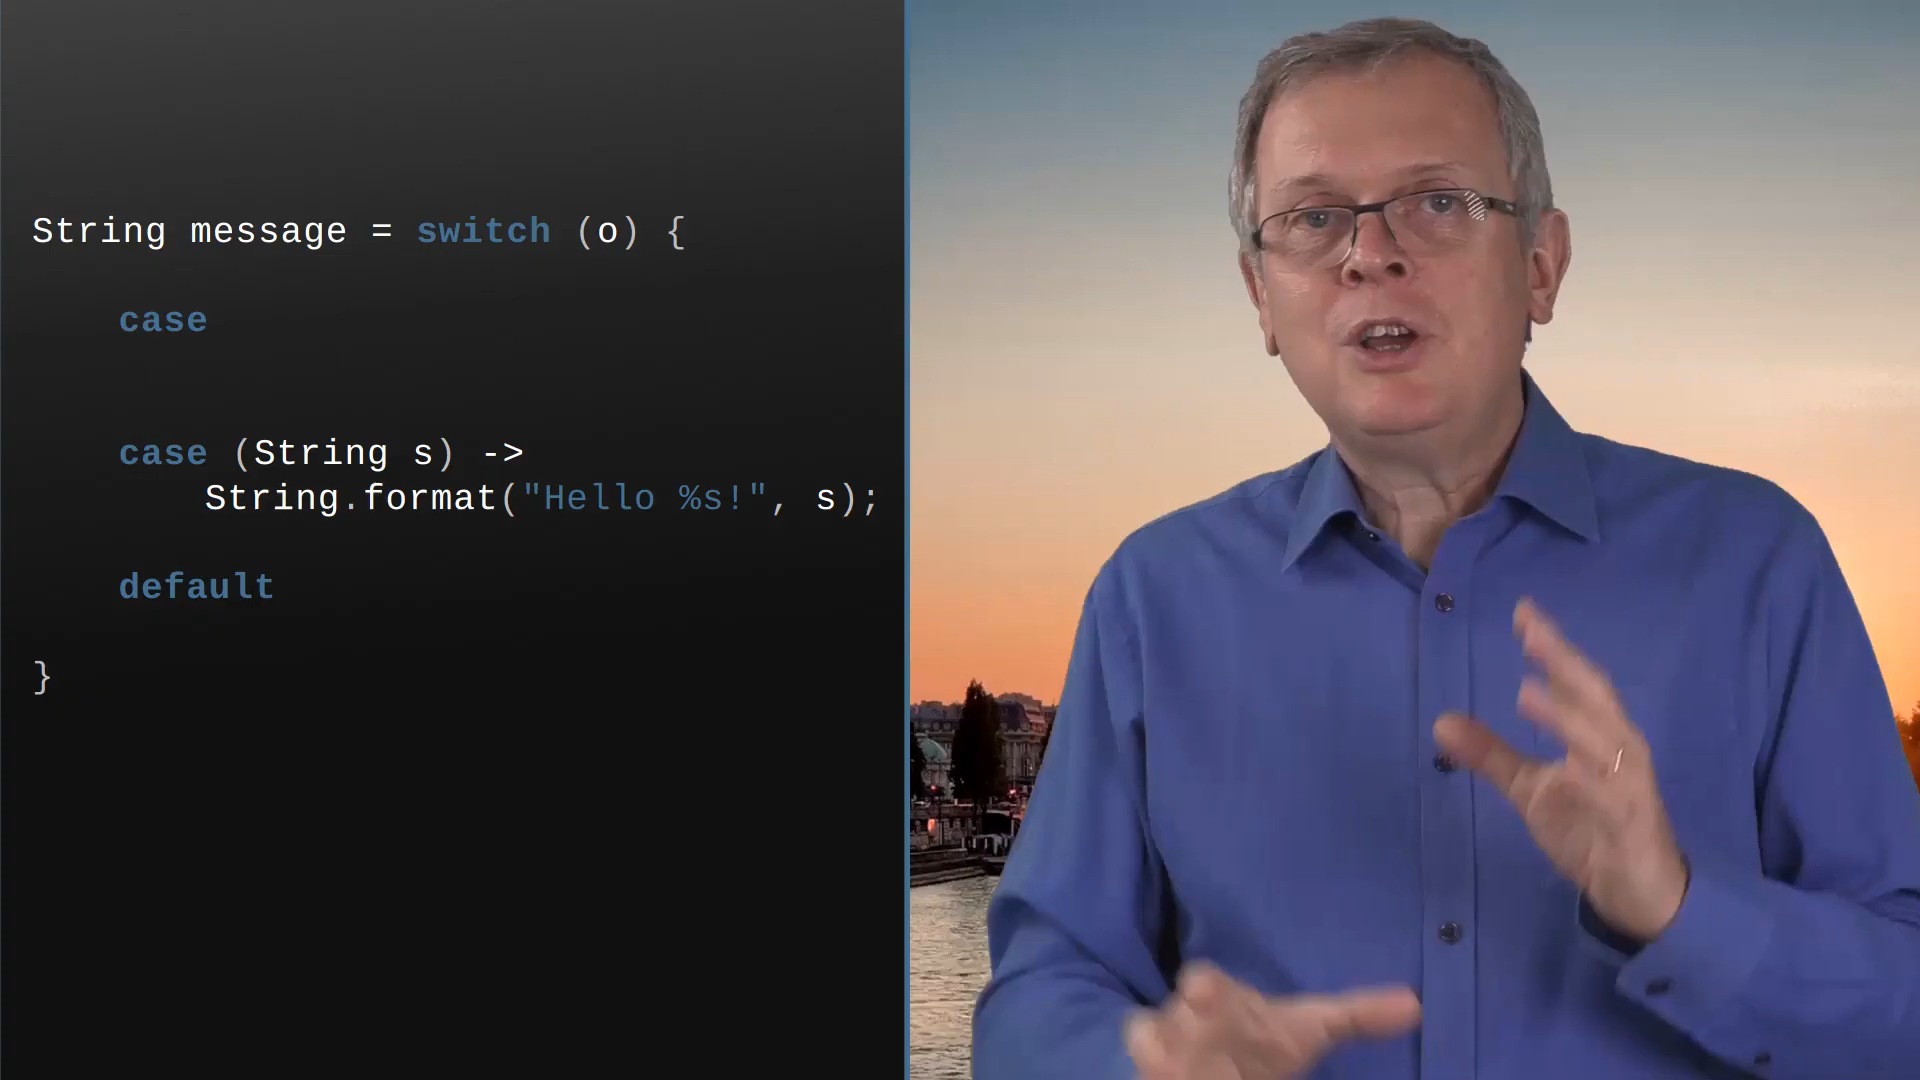 String message = switch (o) {
case
case (String s) ->
String.format("Hello %s!", s);
default
}